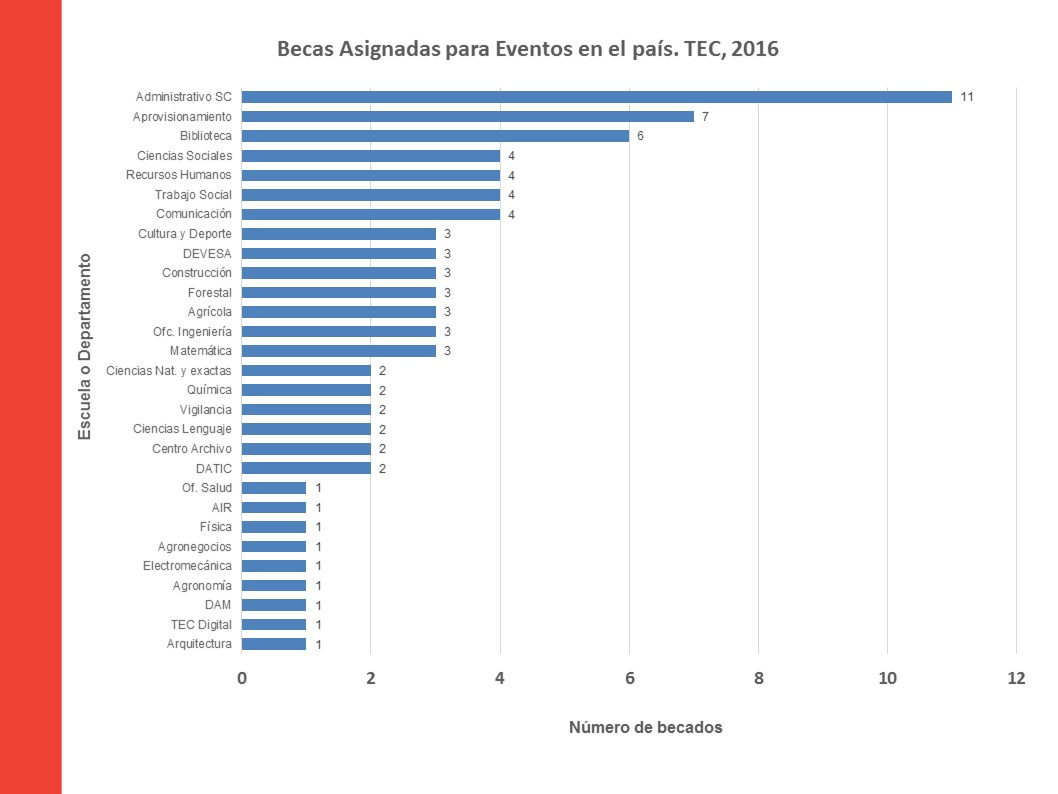 Becas Asignadas para Eventos en el país. TEC, 2016
Escuela o Departamento
Administrativo SC 11
Aprovisionamiento 7
Biblioteca 6
Ciencias Sociales 4
Recursos Humanos 4
Trabajo Social 4
Comunicación 4
Cultura y Deporte 3
DEVESA 3
Construcción 3
Forestal 3
Agrícola 3
Ofc. Ingeniería 3
Matemática 3
Ciencias Nat. y exactas 2
Química 2
Vigilancia 2
Ciencias Lenguaje 2
Centro Archivo 2
DATIC 2
Of. Salud 1
AIR 1
Física 1
Agronegocios 1
Electromecánica 1
Agronomía 1
DAM 1
TEC Digital 1
Arquitectura 1
0 2 4 6 8 10 12
Número de becados